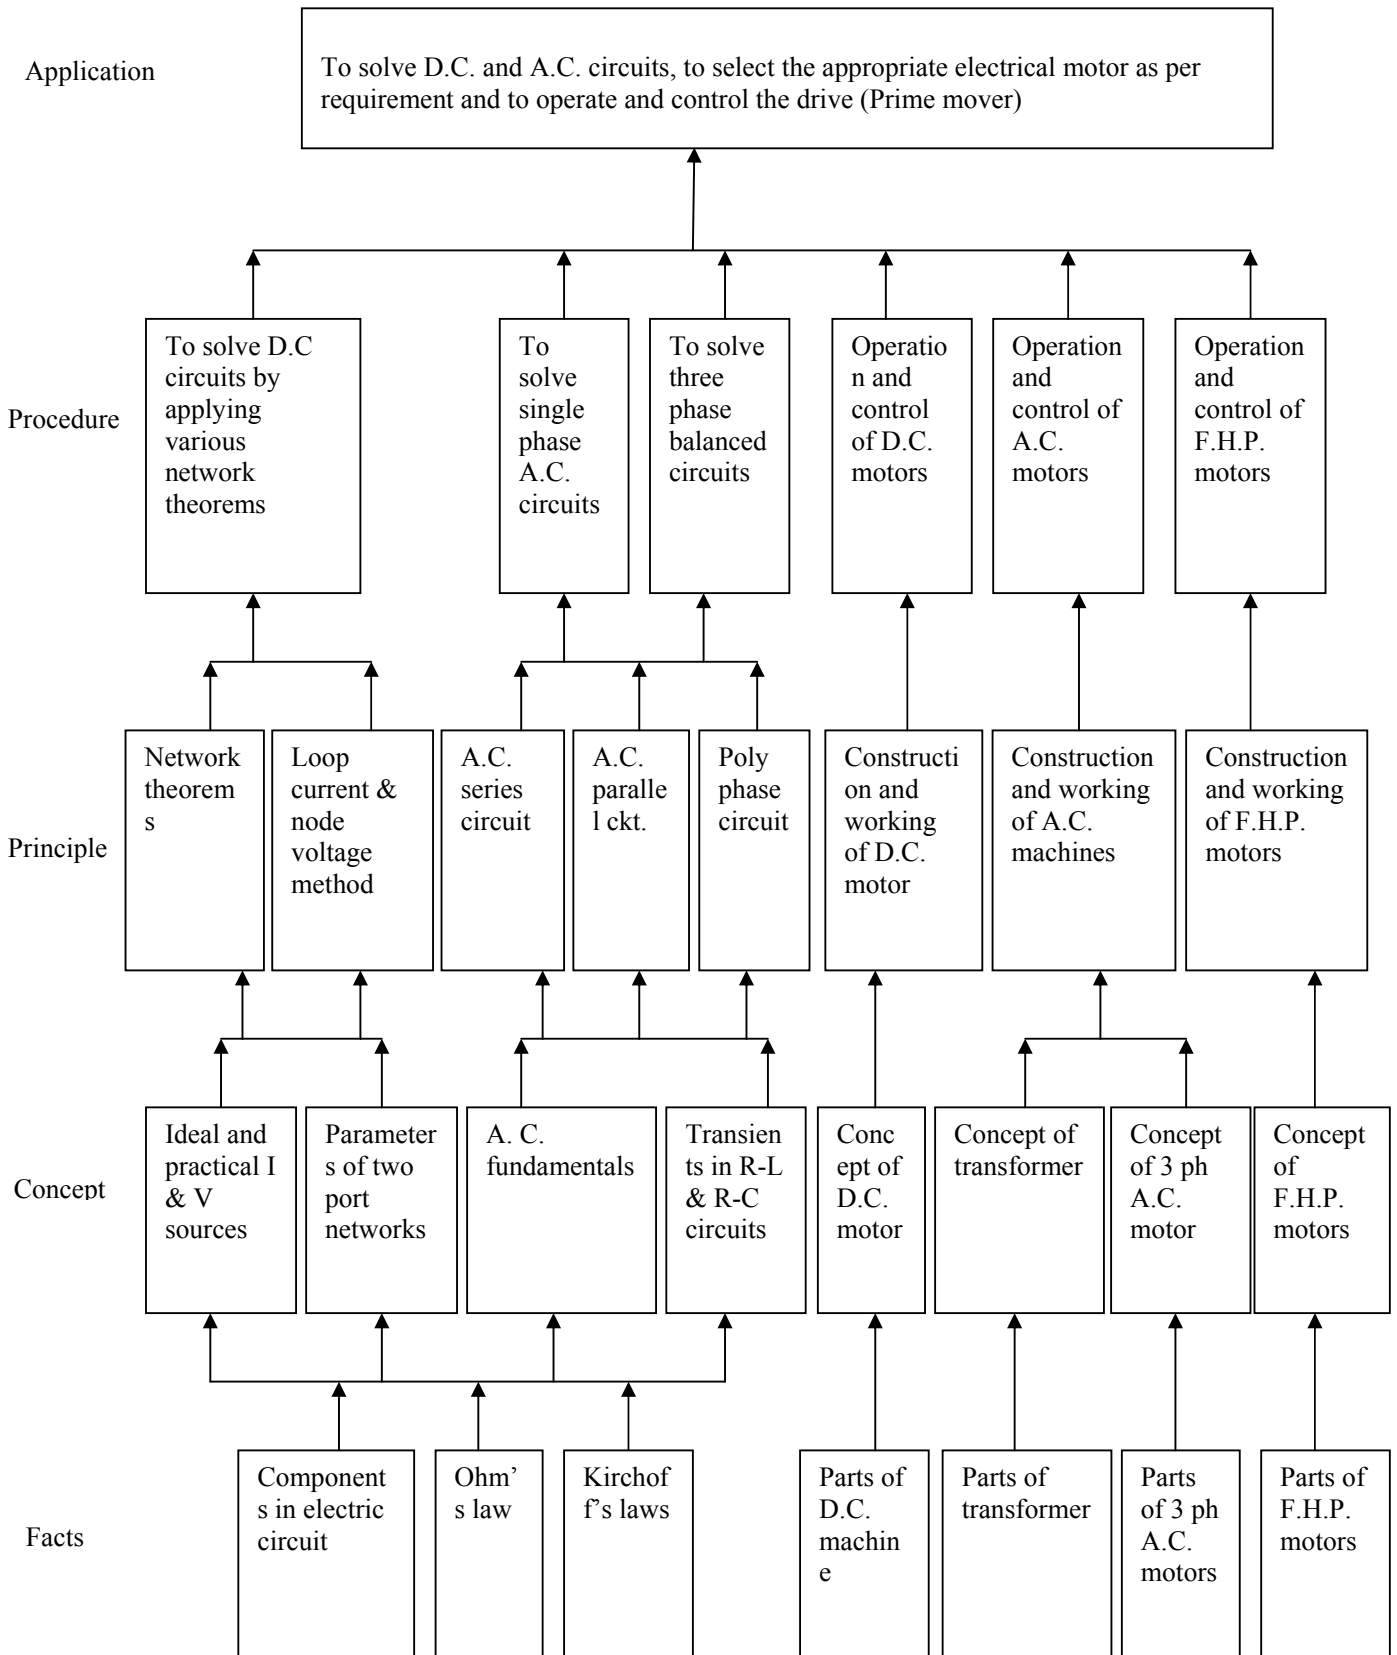 Application
To solve D.C. and A.C. circuits, to select the appropriate electrical motor as per
requirement and to operate and control the drive (Prime mover)
Procedure
To solve D.C
circuits by
applying
various
network
theorems
To
solve
single
phase
A.C.
circuits
To solve
three
phase
balanced
circuits
Operatio
n and
control
of D.C.
motors
Operation
and
control of
A.C.
motors
Operation
and
control of
F.H.P.
motors
Principle
Network
theorem
s
Loop
current &
node
voltage
method
A.C.
series
circuit
A.C.
paralle
l ckt.
Poly
phase
circuit
Constructi
on and
working
of D.C.
motor
Construction
and working
of A.C.
machines
Construction
and working
of F.H.P.
motors
Concept
Ideal and
practical I
& V
sources
Parameter
s of two
port
networks
A. C.
fundamentals
Transien
ts in R-L
& R-C
circuits
Conc
ept of
D.C.
motor
Concept of
transformer
Concept
of 3 ph
A.C.
motor
Concept
of
F.H.P.
motors
Facts
Component
s in electric
circuit
Ohm'
s law
Kirchof
f's laws
Parts of
D.C.
machin
e
Parts of
transformer
Parts
of 3 ph
A.C.
motors
Parts of
F.H.P.
motors